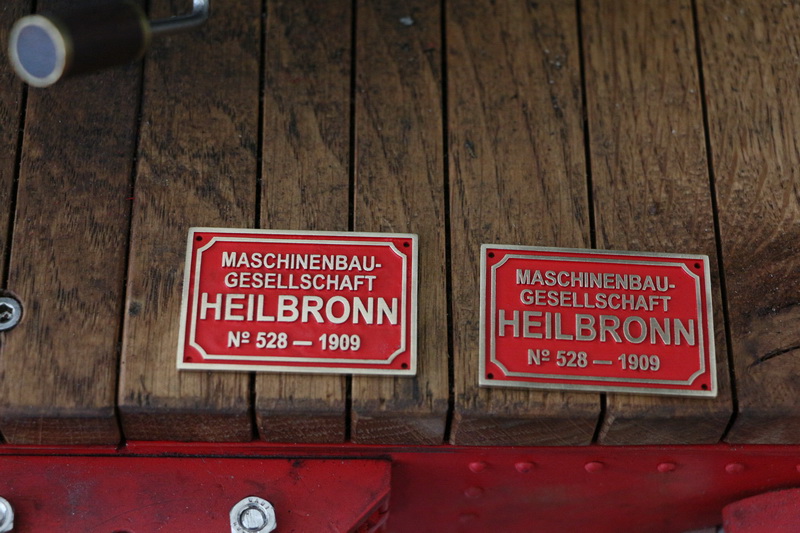 MASCHINENBAU-
GESELLSCHAFT
HEILBRONN
Nº 528 — 1909
MASCHINENBAU-
GESELLSCHAFT
HEILBRONN
Nº 528 — 1909